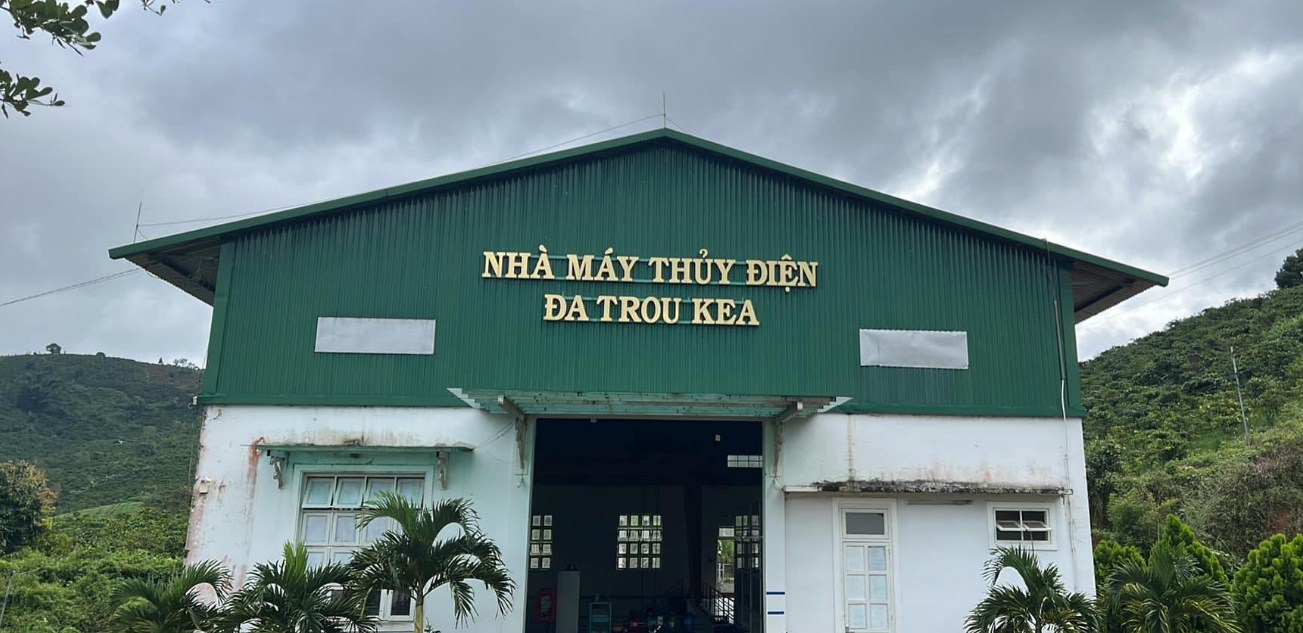 NHÀ MÁY THỦY ĐIỆN
ĐA TROU KEA